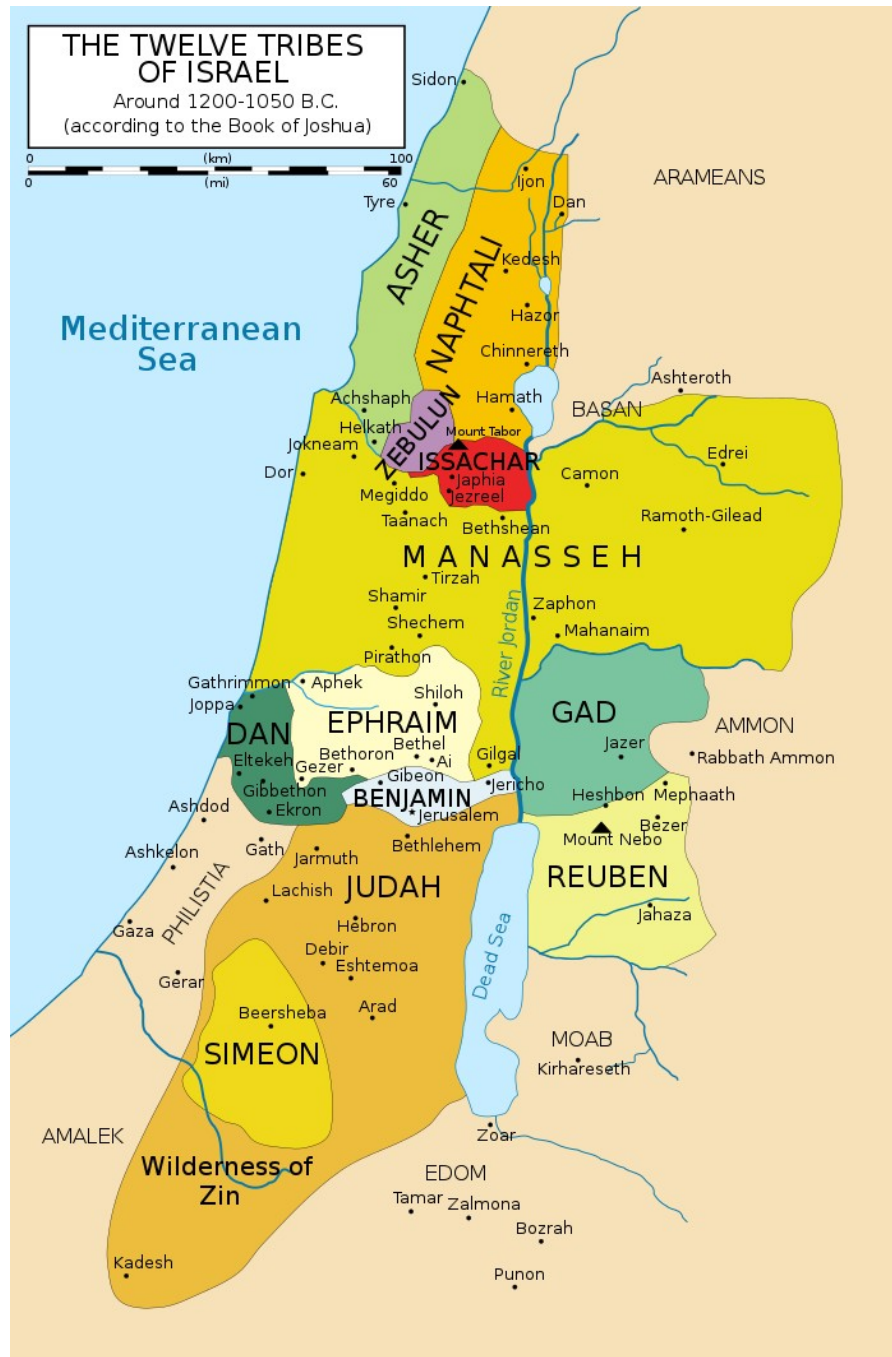 THE TWELVE TRIBES
OF ISRAEL
Around 1200-1050 B.C.
(according to the Book of Joshua)
0 (km) 100
0 (mi) 60
Sidon
Ijon
ARAMEANS
Tyre
Dan
ASHER
NAPHTALI
Kedesh
Mediterranean
Sea
Hazor
Chinnereth
Ashteroth
Achshaph
Hamath
BASAN
Helkath
ZEBULUN
Mount Tabor
Jokneam
ISSACHAR
Edrei
Dor
Japhia
Camon
Megiddo
Jezreel
Taanach
Bethshean
Ramoth-Gilead
MANASSEH
Tirzah
Shamir
Zaphon
Shechem
Mahanaim
River Jordan
Pirathon
Gathrimmon
Aphek
Shiloh
Joppa
DAN
EPHRAIM
GAD
AMMON
Eltekeh
Bethoron
Bethel
Gilgal
Jazer
Rabbath Ammon
Gezer
Ai
Gibbethon
Gibeon
Jericho
BENJAMIN
Heshbon
Mephaath
Ashdod
Ekron
Jerusalem
Bezer
Mount Nebo
Gath
Bethlehem
Ashkelon
Jarmuth
PHILISTIA
JUDAH
REUBEN
Lachish
Jahaza
Gaza
Hebron
Dead Sea
Debir
Gerar
Eshtemoa
Beersheba
Arad
SIMEON
MOAB
Kirhareseth
AMALEK
Zoar
Wilderness of
Zin
EDOM
Tamar
Zalmona
Bozrah
Kadesh
Punon